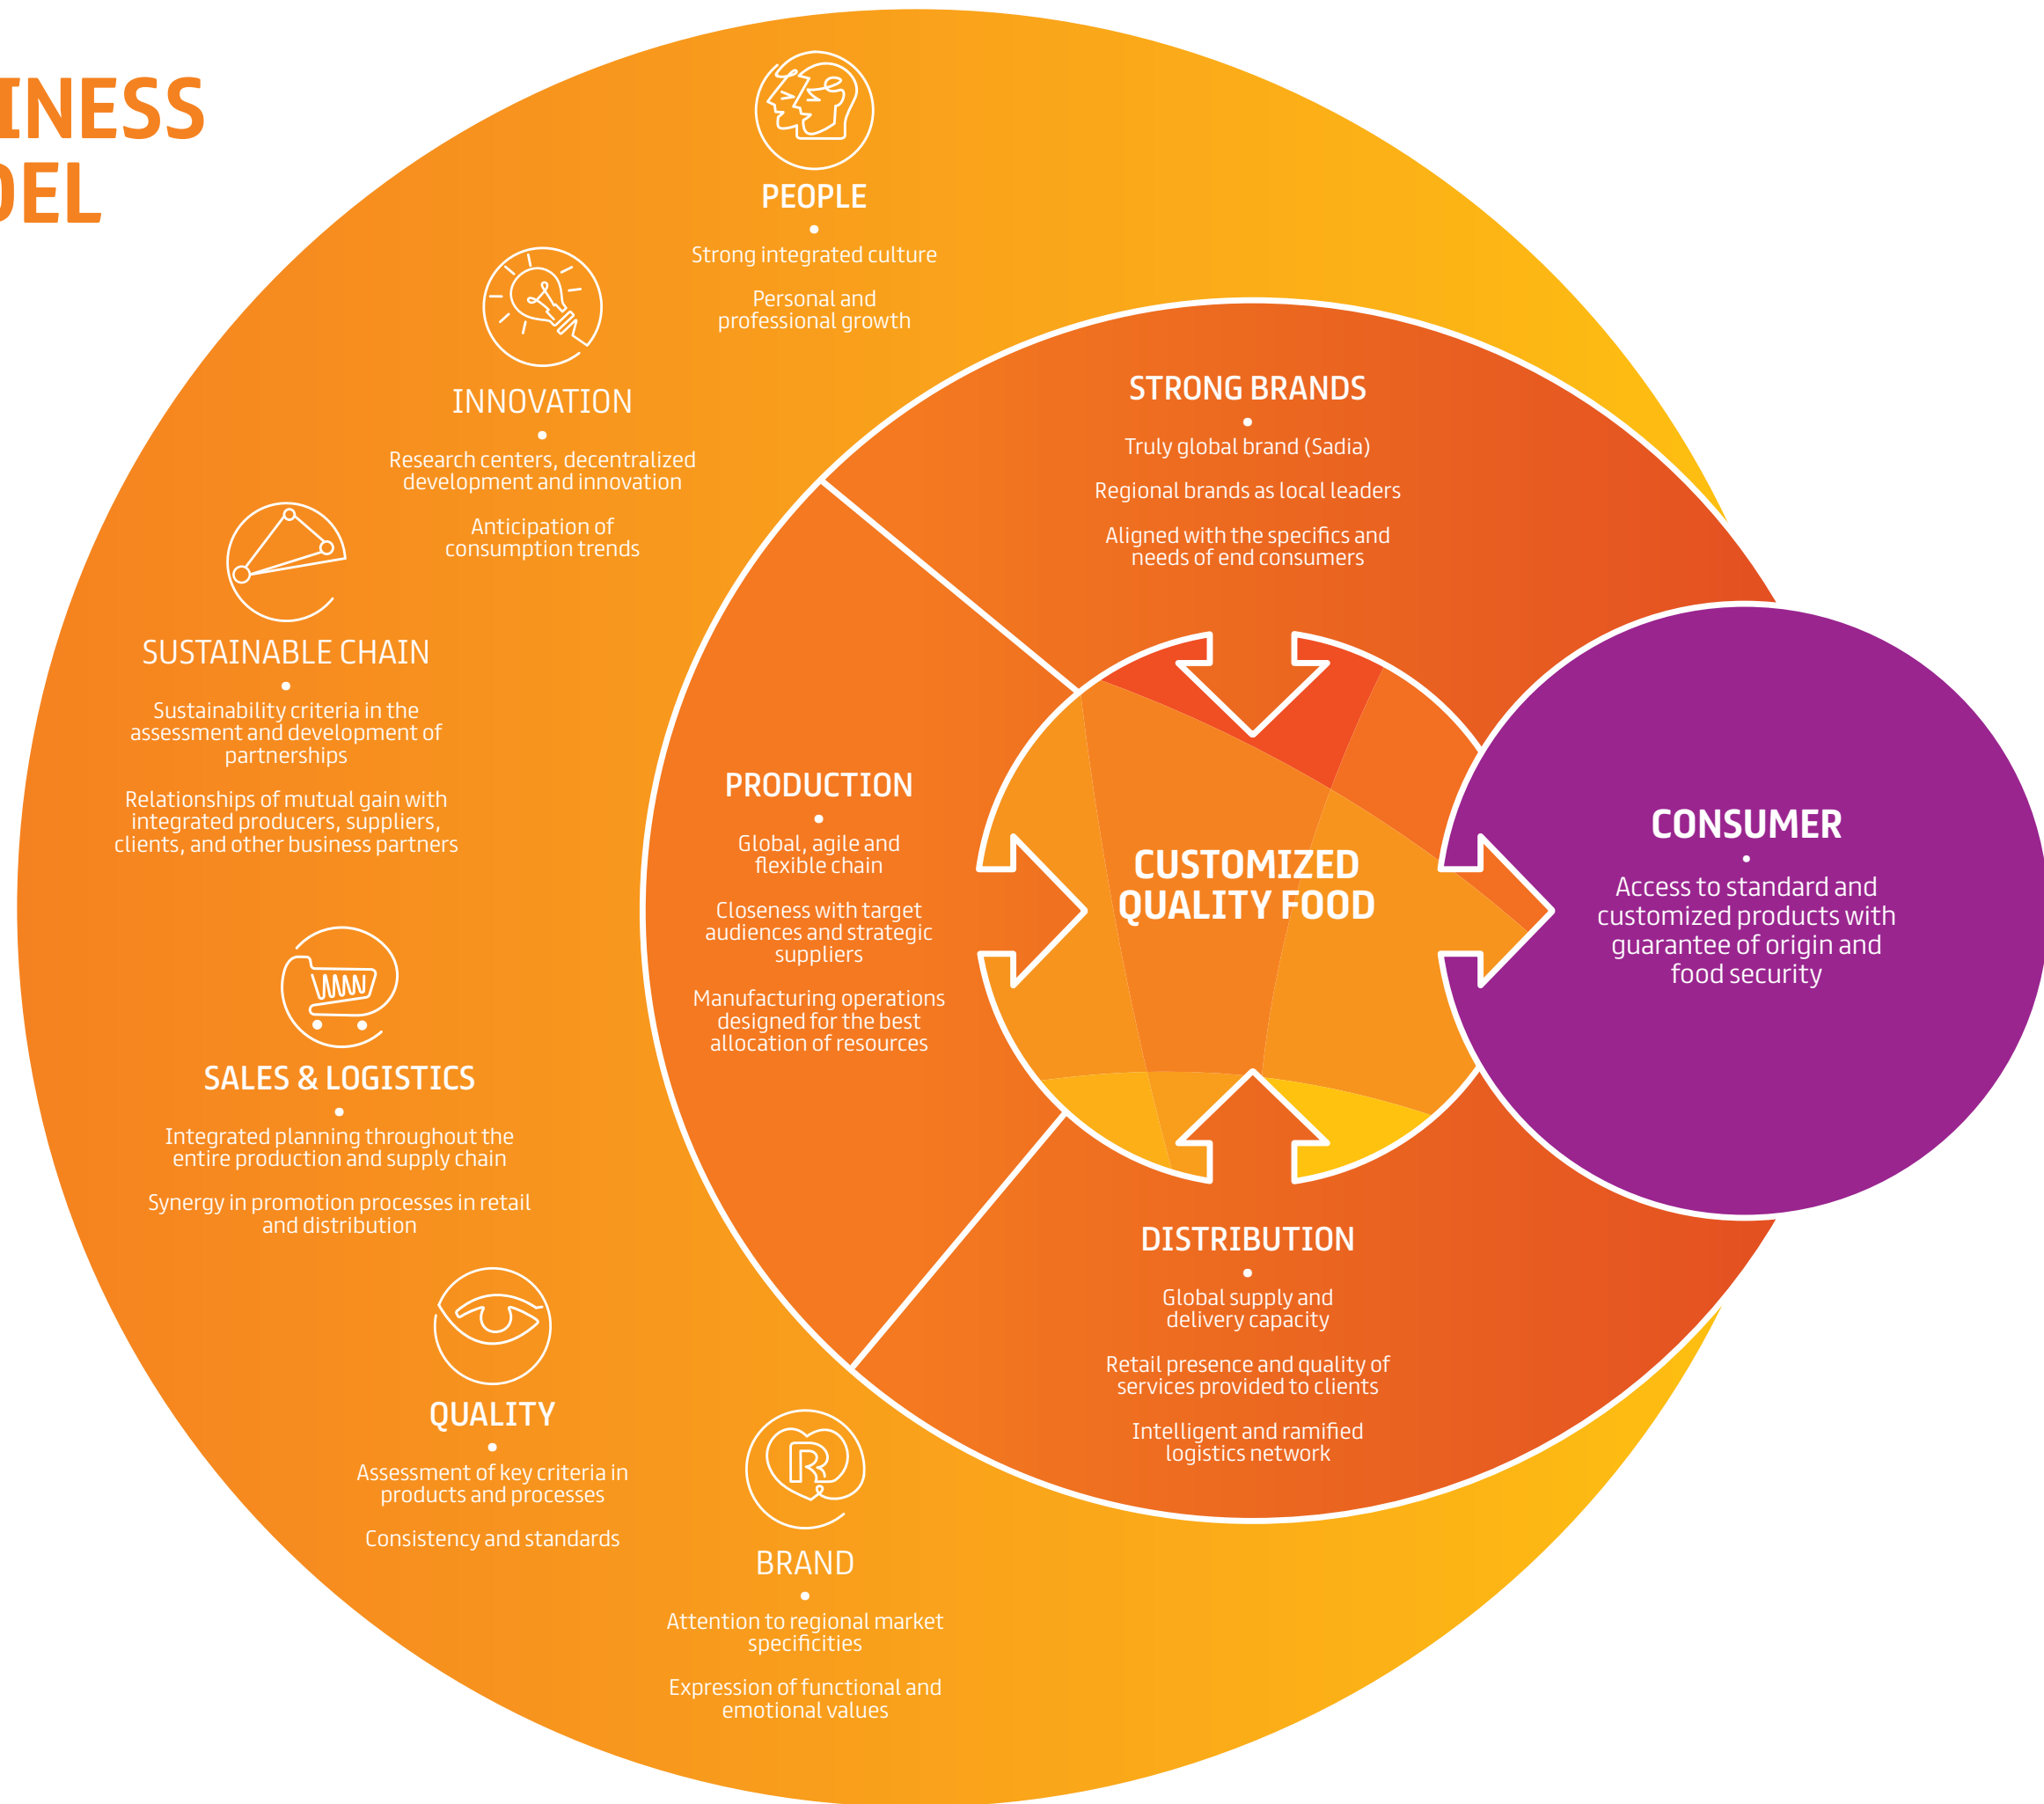 INESS
DEL
PEOPLE
Strong integrated culture
Personal and
professional growth
INNOVATION
Research centers, decentralized
development and innovation
Anticipation of
consumption trends
SUSTAINABLE CHAIN
Sustainability criteria in the
assessment and development of
partnerships
Relationships of mutual gain with
integrated producers, suppliers,
clients, and other business partners
SALES & LOGISTICS
Integrated planning throughout the
entire production and supply chain
Synergy in promotion processes in retail
and distribution
QUALITY
Assessment of key criteria in
products and processes
Consistency and standards
R
BRAND
Attention to regional market
specificities
Expression of functional and
emotional values
STRONG BRANDS
Truly global brand (Sadia)
Regional brands as local leaders
Aligned with the specifics and
needs of end consumers
PRODUCTION
Global, agile and
flexible chain
Closeness with target
audiences and strategic
suppliers
Manufacturing operations
designed for the best
allocation of resources
CUSTOMIZED
QUALITY FOOD
DISTRIBUTION
Global supply and
delivery capacity
Retail presence and quality of
services provided to clients
Intelligent and ramified
logistics network
CONSUMER
Access to standard and
customized products with
guarantee of origin and
food security